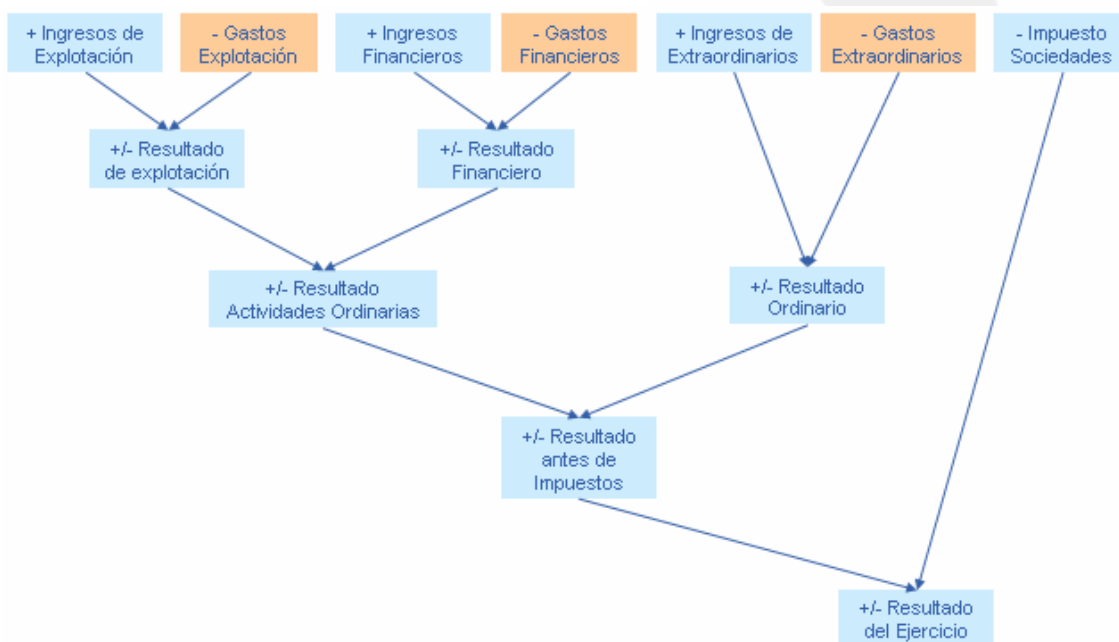 + Ingresos de
Explotación
- Gastos
Explotación
+ Ingresos
Financieros
- Gastos
Financieros
+ Ingresos de
Extraordinarios
- Gastos
Extraordinarios
- Impuesto
Sociedades
+/- Resultado
de explotación
+/- Resultado
Financiero
+/- Resultado
Actividades Ordinarias
+/- Resultado
Ordinario
+/- Resultado
antes de
Impuestos
+/- Resultado
del Ejercicio